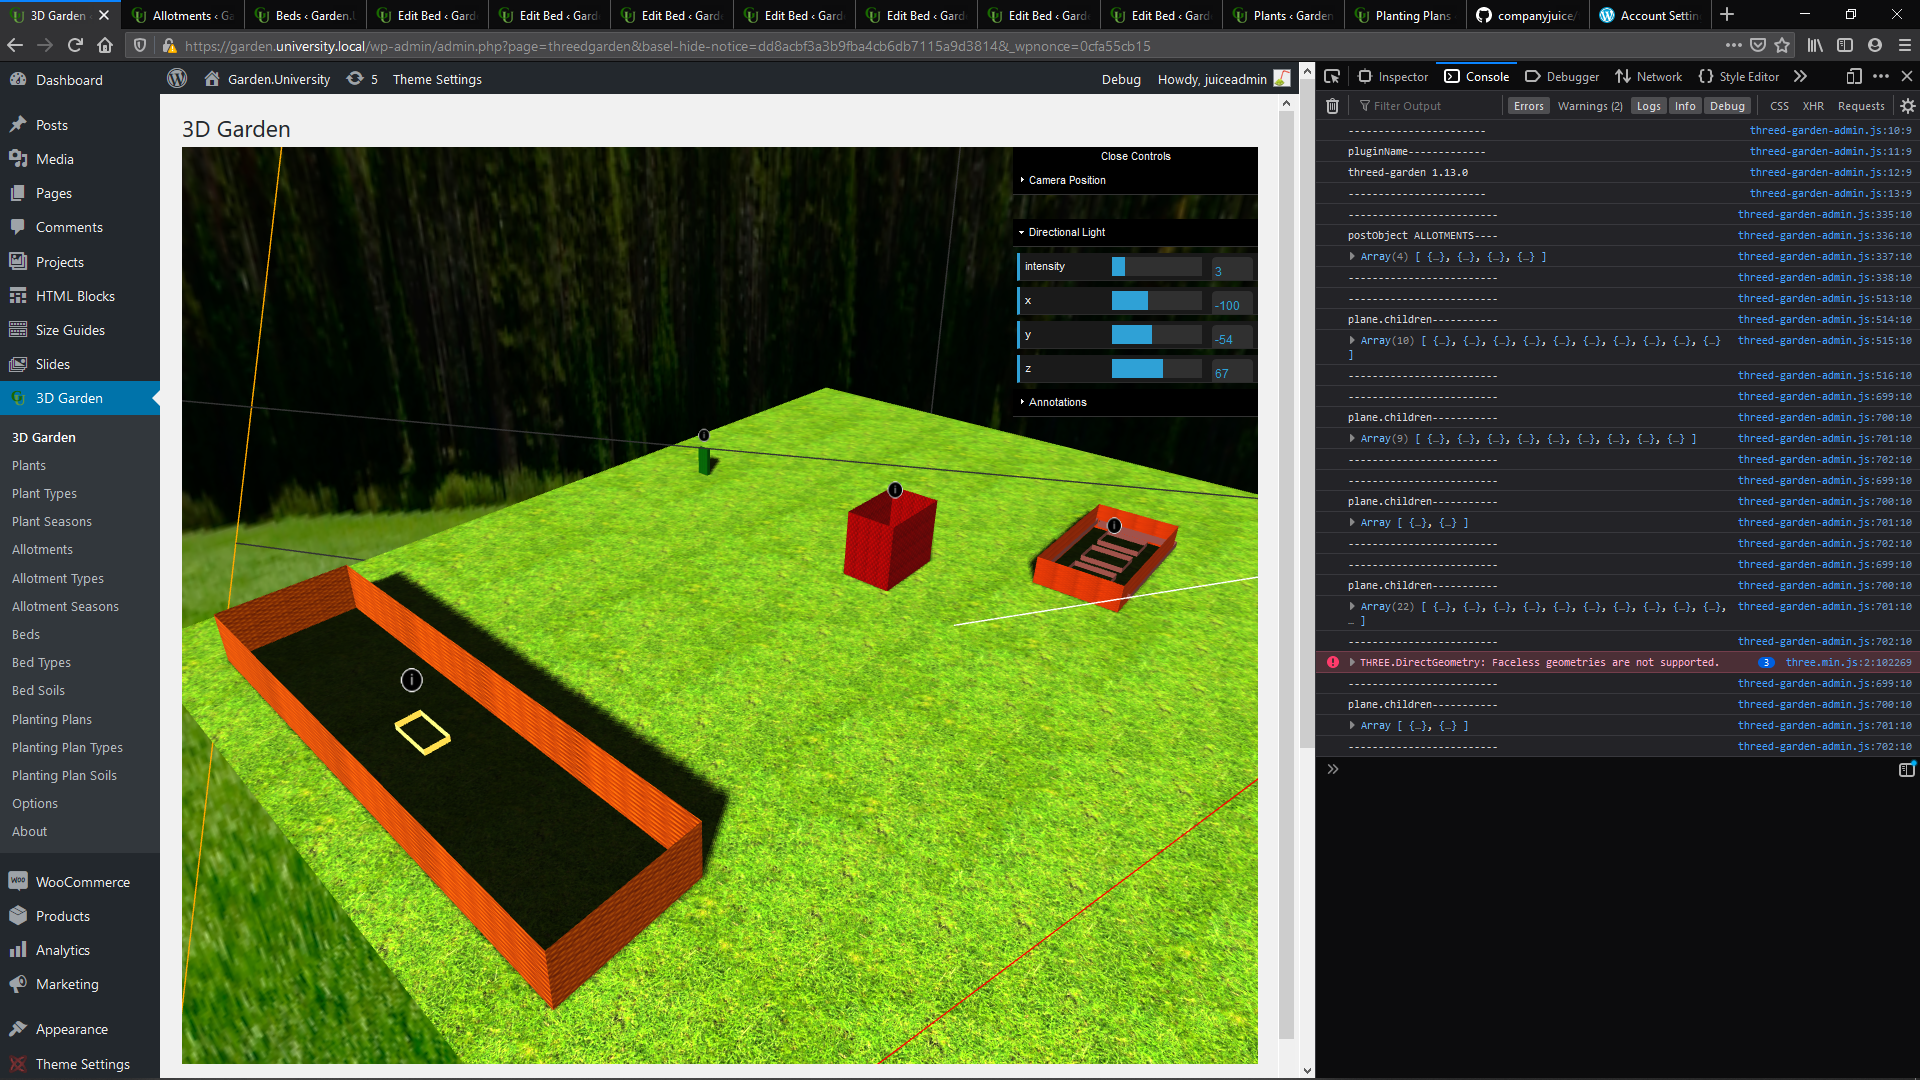 3D Garden ‹
Allotments ‹ Ga
Beds ‹ Garden.U
Edit Bed ‹ Gard
Edit Bed ‹ Gard
Edit Bed ‹ Gard
Edit Bed ‹ Gard
Edit Bed ‹ Gard
Edit Bed ‹ Gard
Edit Bed ‹ Gard
Plants ‹ Garden
Planting Plans
companyjuice/
Account Settin
https://garden.university.local/wp-admin/admin.php?page=threedgarden&basel-hide-notice=dd8acbf3a3b9fba4cb6db7115a9d3814&_wpnonce=0cfa55cb15
Garden.University
5
Theme Settings
Debug
Howdy, juiceadmin
Dashboard
Posts
Media
Pages
Comments
Projects
HTML Blocks
Size Guides
Slides
3D Garden
3D Garden
Plants
Plant Types
Plant Seasons
Allotments
Allotment Types
Allotment Seasons
Beds
Bed Types
Bed Soils
Planting Plans
Planting Plan Types
Planting Plan Soils
Options
About
WooCommerce
Products
Analytics
Marketing
Appearance
Theme Settings
3D Garden
Close Controls
Camera Position
Directional Light
intensity 3
x -100
y -54
z 67
Annotations
Inspector
Console
Debugger
Network
Style Editor
Filter Output
Errors
Warnings (2)
Logs
Info
Debug
CSS
XHR
Requests
----------------------- threed-garden-admin.js:10:9
pluginName------------- threed-garden-admin.js:11:9
threed-garden 1.13.0 threed-garden-admin.js:12:9
----------------------- threed-garden-admin.js:13:9
------------------------- threed-garden-admin.js:335:10
postObject ALLOTMENTS---- threed-garden-admin.js:336:10
Array(4) [ {…}, {…}, {…}, {…} ] threed-garden-admin.js:337:10
------------------------- threed-garden-admin.js:338:10
------------------------- threed-garden-admin.js:513:10
plane.children----------- threed-garden-admin.js:514:10
Array(10) [ {…}, {…}, {…}, {…}, {…}, {…}, {…}, {…}, {…}, {…} threed-garden-admin.js:515:10
]
------------------------- threed-garden-admin.js:516:10
------------------------- threed-garden-admin.js:699:10
plane.children----------- threed-garden-admin.js:700:10
Array(9) [ {…}, {…}, {…}, {…}, {…}, {…}, {…}, {…}, {…} ] threed-garden-admin.js:701:10
------------------------- threed-garden-admin.js:702:10
------------------------- threed-garden-admin.js:699:10
plane.children----------- threed-garden-admin.js:700:10
Array [ {…}, {…} ] threed-garden-admin.js:701:10
------------------------- threed-garden-admin.js:702:10
------------------------- threed-garden-admin.js:699:10
plane.children----------- threed-garden-admin.js:700:10
Array(22) [ {…}, {…}, {…}, {…}, {…}, {…}, {…}, {…}, {…}, {…}, threed-garden-admin.js:701:10
… ]
------------------------- threed-garden-admin.js:702:10
THREE.DirectGeometry: Faceless geometries are not supported. 3 three.min.js:2:102269
------------------------- threed-garden-admin.js:699:10
plane.children----------- threed-garden-admin.js:700:10
Array [ {…}, {…} ] threed-garden-admin.js:701:10
------------------------- threed-garden-admin.js:702:10